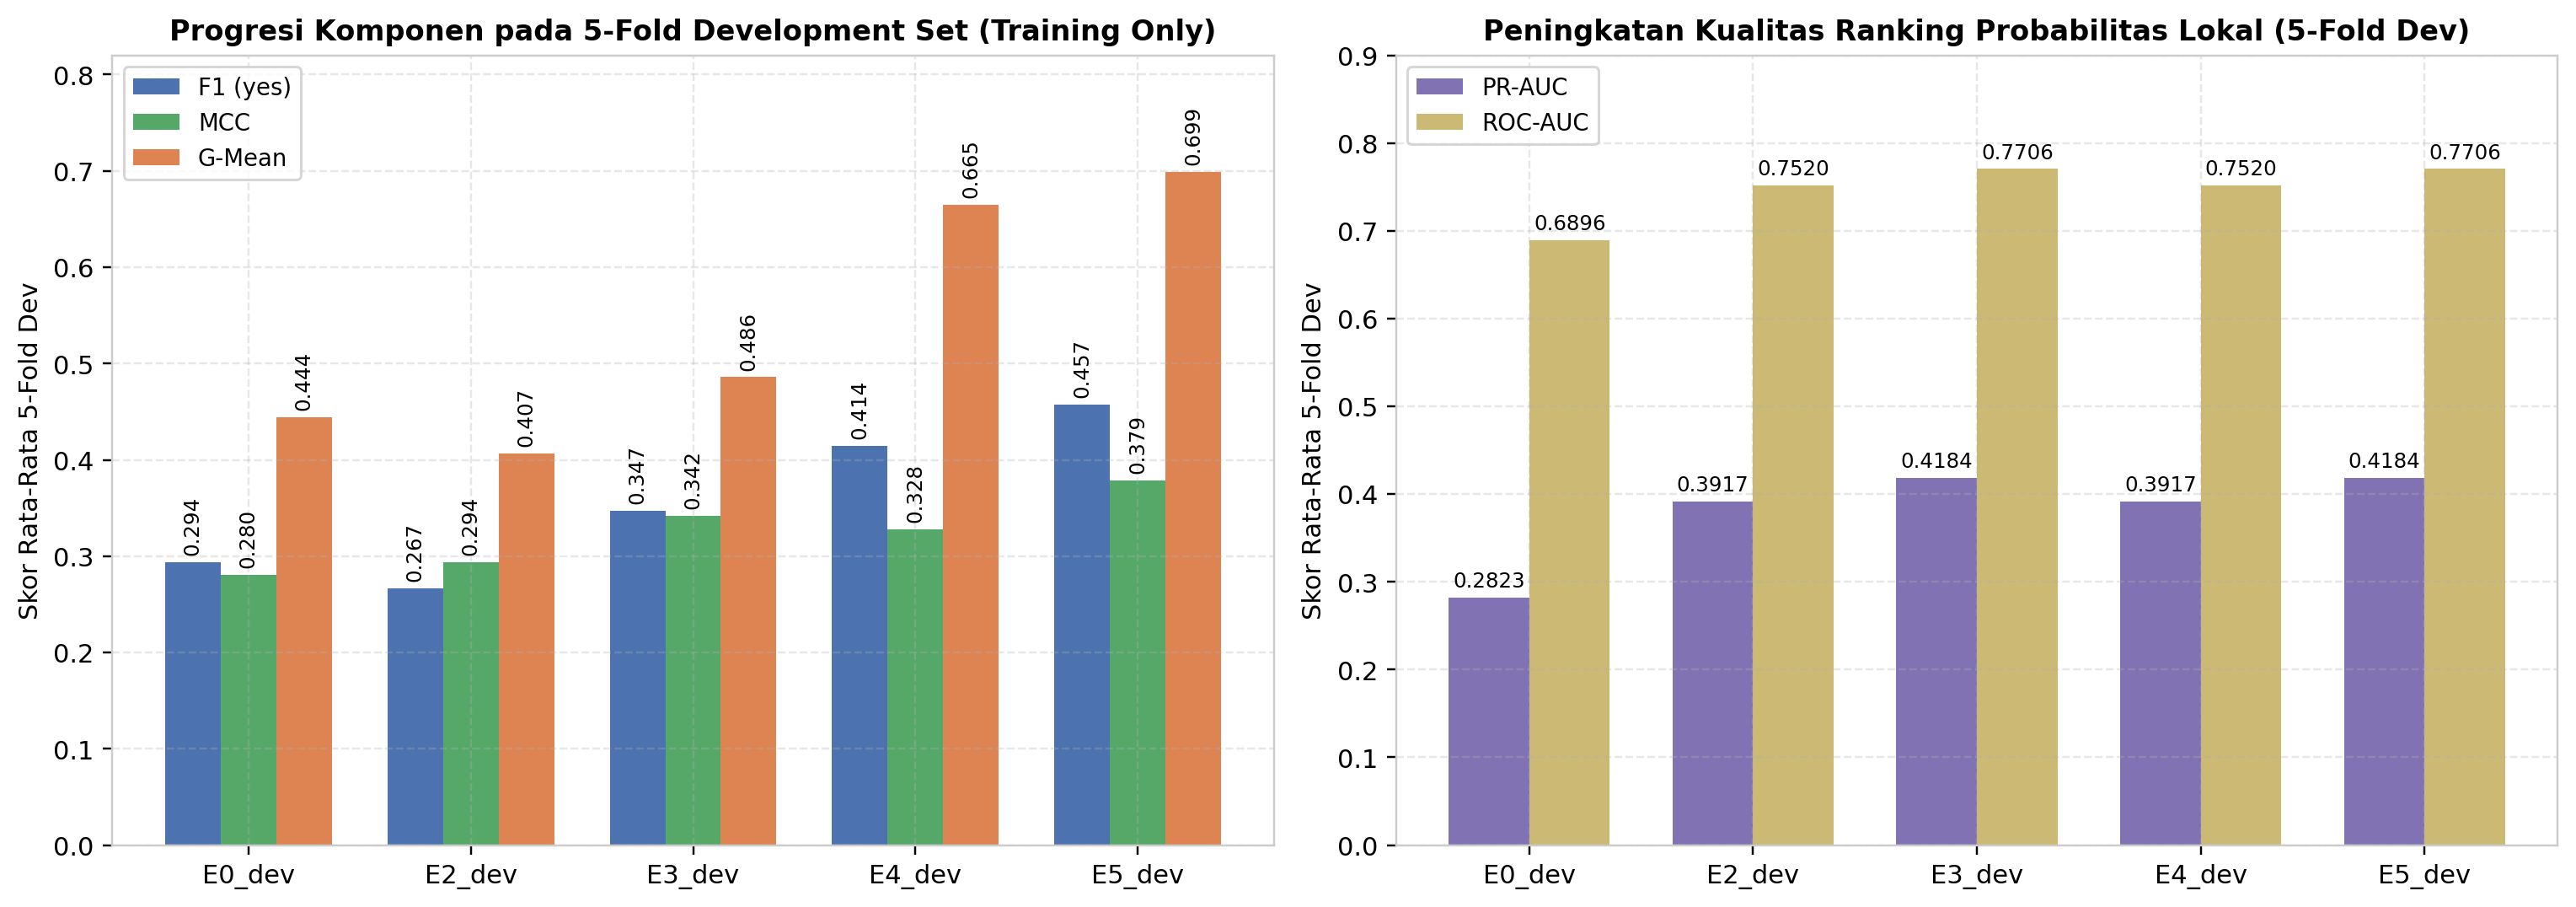 Progresi Komponen pada 5-Fold Development Set (Training Only)
Skor Rata-Rata 5-Fold Dev
F1 (yes)
MCC
G-Mean
0.8
0.7
0.6
0.5
0.4
0.3
0.2
0.1
0.0
0.294
0.280
0.444
0.267
0.294
0.407
0.347
0.342
0.486
0.414
0.328
0.665
0.457
0.379
0.699
E0_dev
E2_dev
E3_dev
E4_dev
E5_dev
Peningkatan Kualitas Ranking Probabilitas Lokal (5-Fold Dev)
Skor Rata-Rata 5-Fold Dev
PR-AUC
ROC-AUC
0.9
0.8
0.7
0.6
0.5
0.4
0.3
0.2
0.1
0.0
0.2823
0.6896
0.3917
0.7520
0.4184
0.7706
0.3917
0.7520
0.4184
0.7706
E0_dev
E2_dev
E3_dev
E4_dev
E5_dev